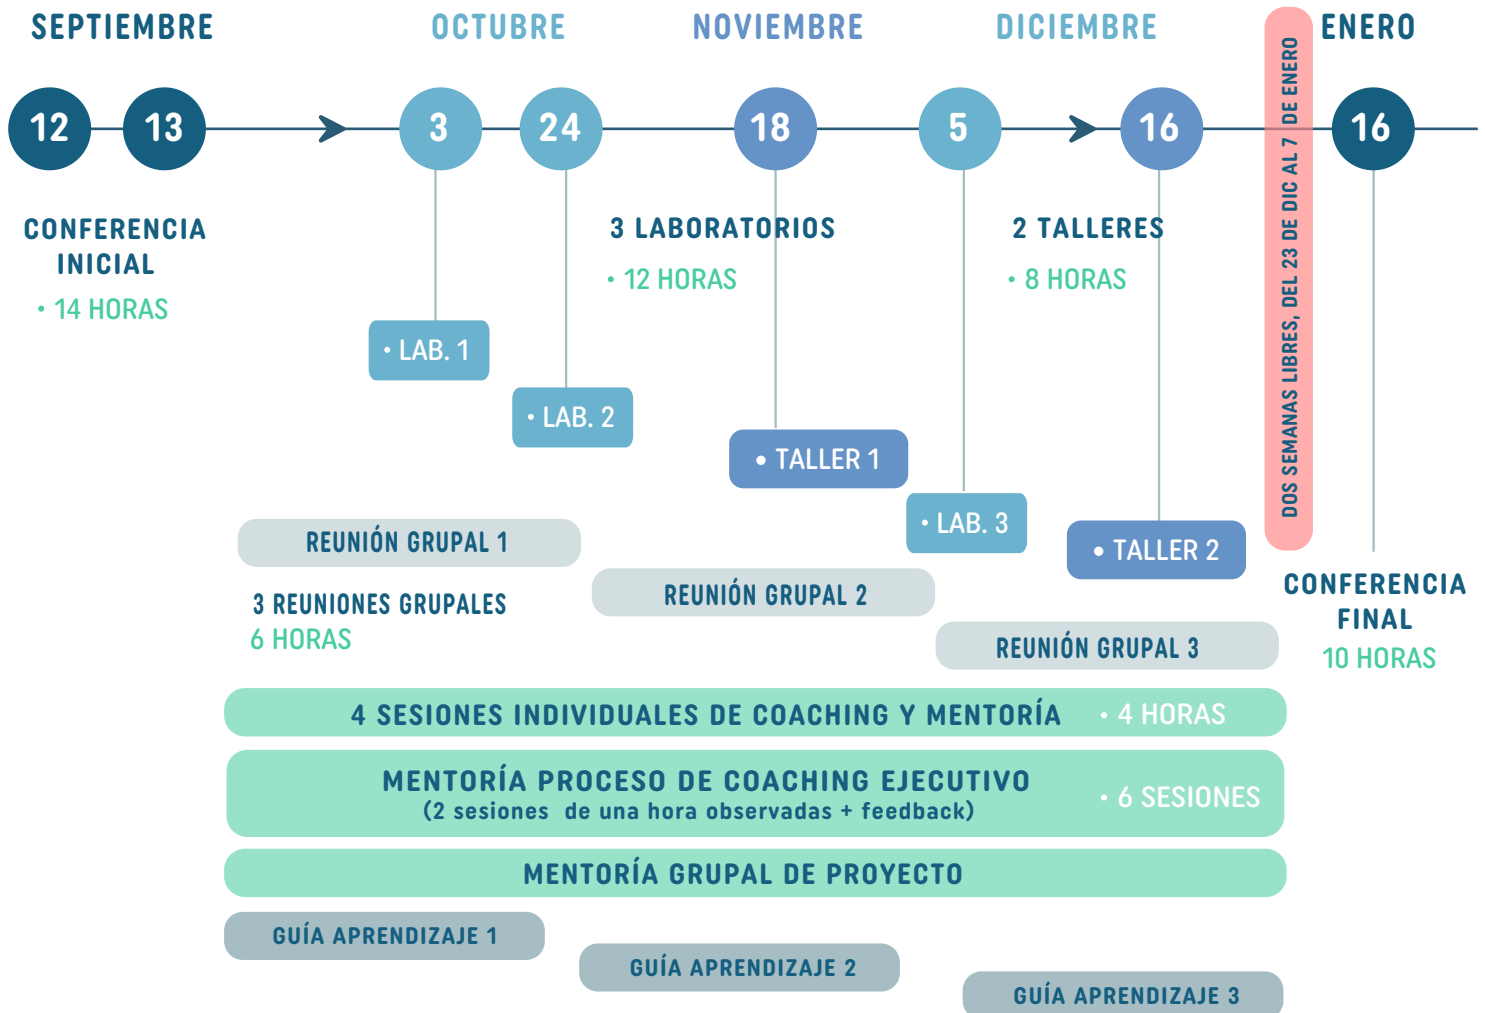 SEPTIEMBRE
OCTUBRE
NOVIEMBRE
DICIEMBRE
ENERO
12
13
3
24
18
5
16
16
DOS SEMANAS LIBRES, DEL 23 DE DIC AL 7 DE ENERO
CONFERENCIA
INICIAL
• 14 HORAS
3 LABORATORIOS
• 12 HORAS
2 TALLERES
• 8 HORAS
• LAB. 1
• LAB. 2
• TALLER 1
• LAB. 3
• TALLER 2
CONFERENCIA
FINAL
10 HORAS
REUNIÓN GRUPAL 1
3 REUNIONES GRUPALES
6 HORAS
REUNIÓN GRUPAL 2
REUNIÓN GRUPAL 3
4 SESIONES INDIVIDUALES DE COACHING Y MENTORÍA • 4 HORAS
MENTORÍA PROCESO DE COACHING EJECUTIVO
(2 sesiones de una hora observadas + feedback)
• 6 SESIONES
MENTORÍA GRUPAL DE PROYECTO
GUÍA APRENDIZAJE 1
GUÍA APRENDIZAJE 2
GUÍA APRENDIZAJE 3